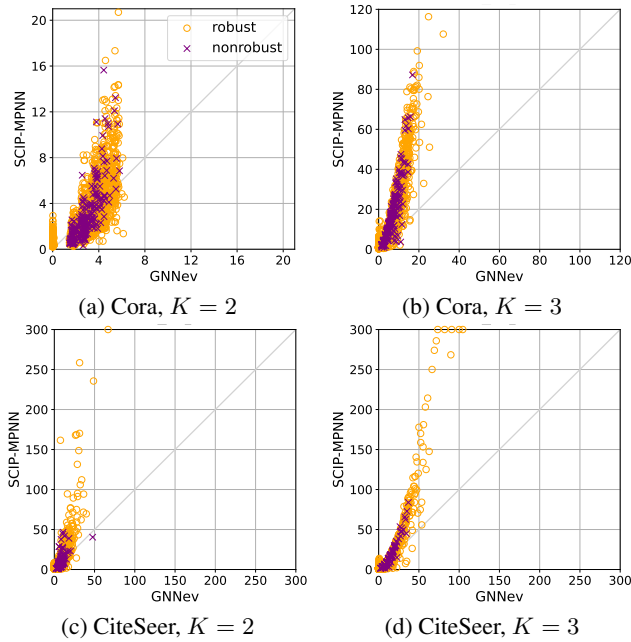 21
20
16
12
8
4
0
SCIP-MPNN
robust
nonrobust
0 4 8 12 16 20
GNNev
(a) Cora, K = 2
120
100
80
60
40
20
0
SCIP-MPNN
0 20 40 60 80 100 120
GNNev
(b) Cora, K = 3
300
250
200
150
100
50
0
SCIP-MPNN
0 50 100 150 200 250 300
GNNev
(c) CiteSeer, K = 2
300
250
200
150
100
50
0
SCIP-MPNN
0 50 100 150 200 250 300
GNNev
(d) CiteSeer, K = 3